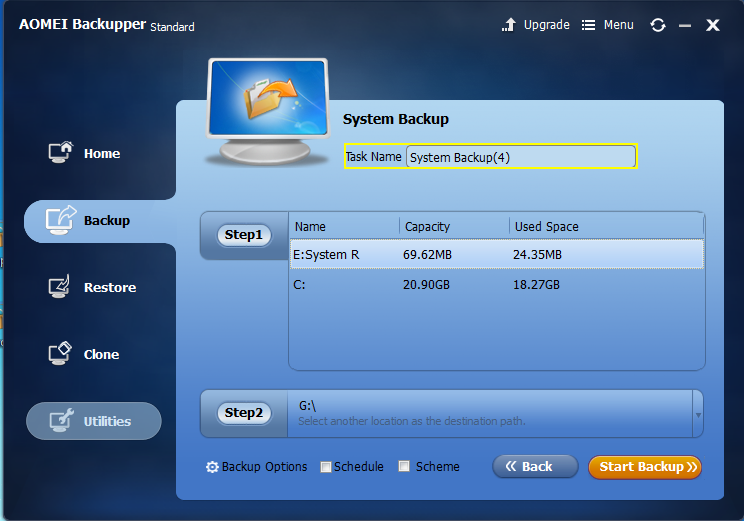 AOMEI Backupper Standard
Upgrade Menu
System Backup
Task Name System Backup(4)
Home
Backup
Restore
Clone
Utilities
Step1
Name Capacity Used Space
E:System R 69.62MB 24.35MB
C: 20.90GB 18.27GB
Step2
G:\
Select another location as the destination path.
Backup Options Schedule Scheme Back Start Backup